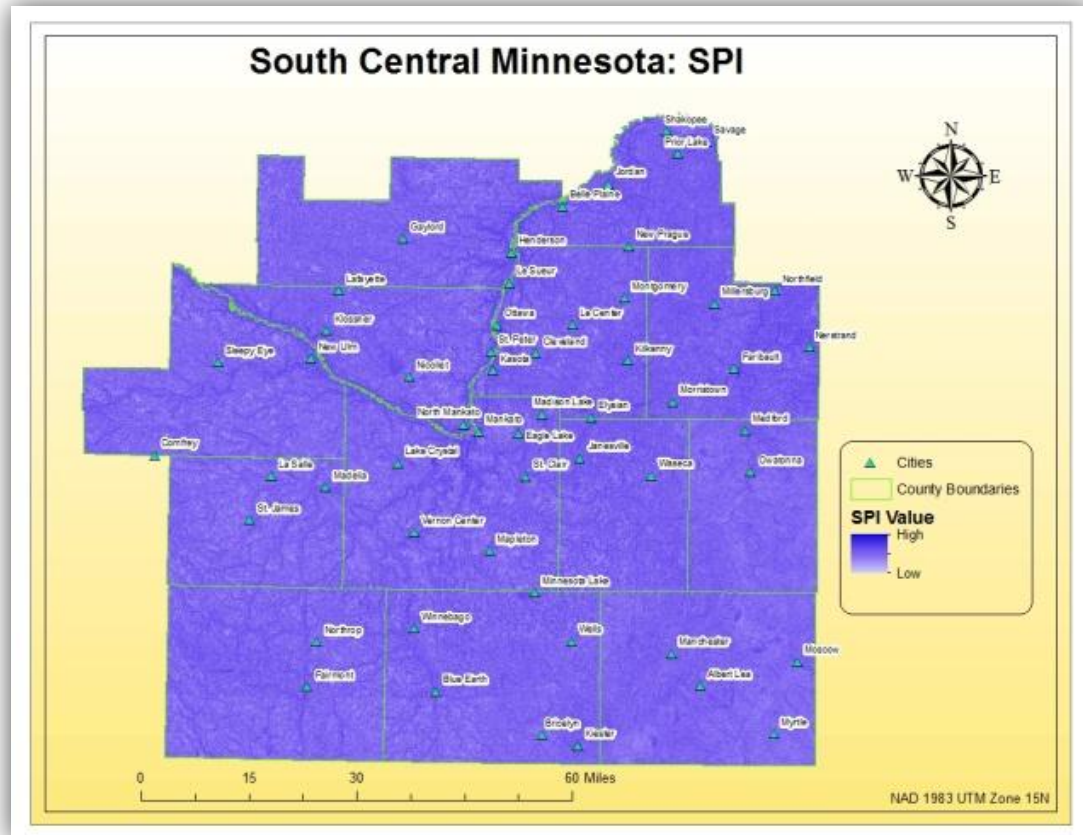 South Central Minnesota: SPI
Shakopee
Savage
Prior Lake
Jordan
Belle Plaine
Gaylord
Henderson
New Prague
Le Sueur
Lafayette
Montgomery
Millersburg
Northfield
Klossner
Ottawa
Le Center
Nerstrand
St. Peter
Cleveland
Sleepy Eye
New Ulm
Kasota
Kilkenny
Faribault
Nicollet
Morristown
Madison Lake
Elysian
North Mankato
Mankato
Medford
Eagle Lake
Comfrey
Janesville
Lake Crystal
La Salle
Madelia
St. Clair
Waseca
Owatonna
St. James
Vernon Center
Mapleton
Minnesota Lake
Winnebago
Northrop
Wells
Manchester
Moscow
Fairmont
Blue Earth
Albert Lea
Bricelyn
Kiester
Myrtle
N
W E
S
Cities
County Boundaries
SPI Value
High
Low
0 15 30 60 Miles
NAD 1983 UTM Zone 15N